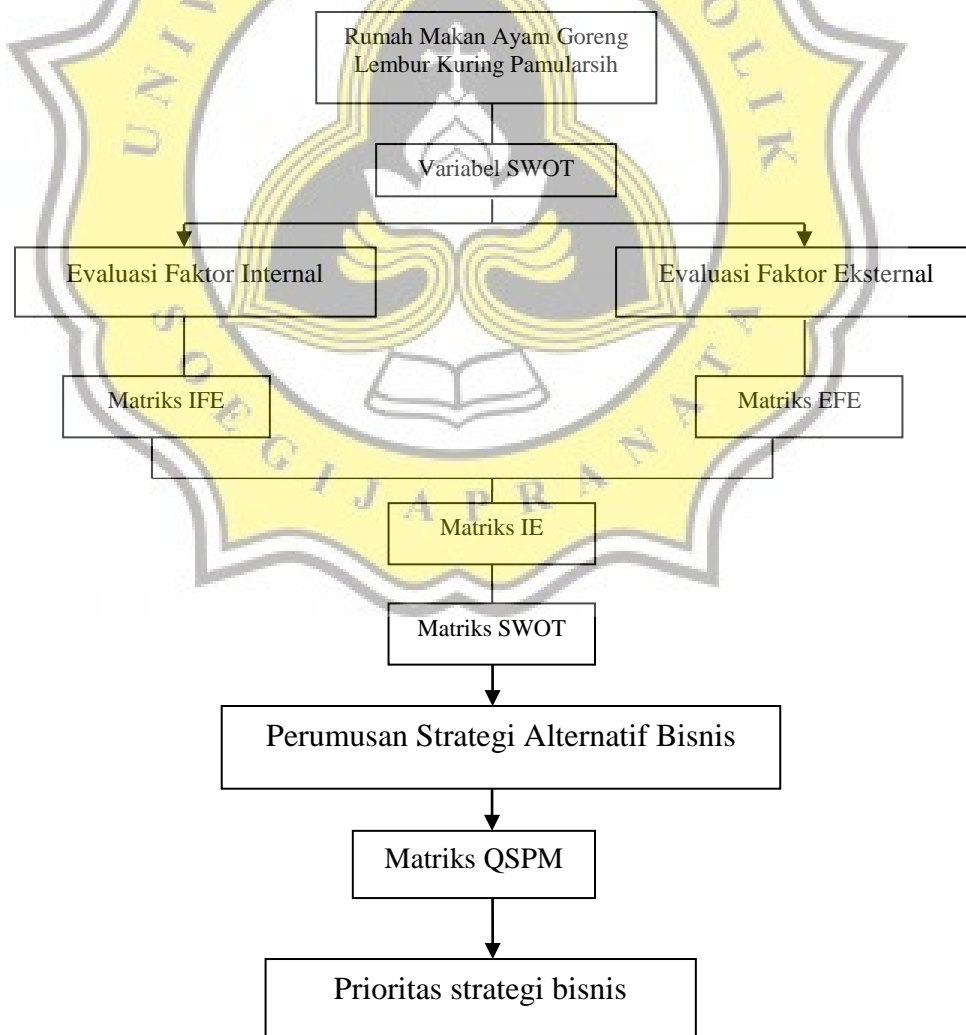 Rumah Makan Ayam Goreng
Lembur Kuring Pamularsih
Variabel SWOT
Evaluasi Faktor Internal
Evaluasi Faktor Eksternal
Matriks IFE
Matriks EFE
Matriks IE
Matriks SWOT
Perumusan Strategi Alternatif Bisnis
Matriks QSPM
Prioritas strategi bisnis
SOEGIJAPRANATA